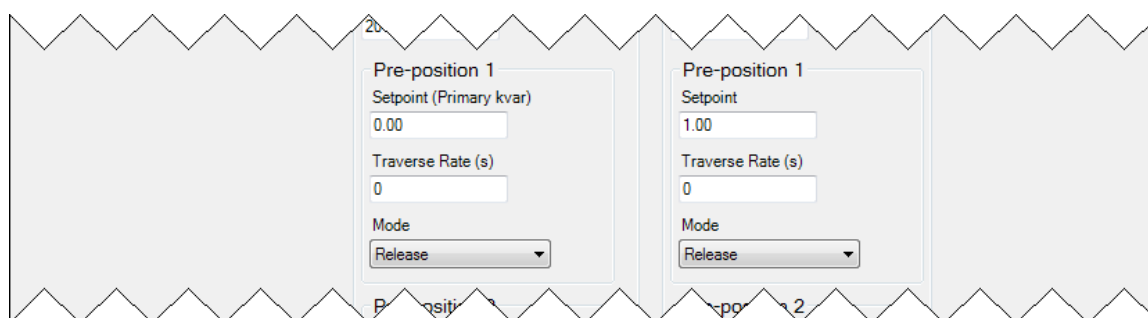 Pre-position 1
Setpoint (Primary kvar)
0.00
Traverse Rate (s)
0
Mode
Release
Pre-position 1
Setpoint
1.00
Traverse Rate (s)
0
Mode
Release
2